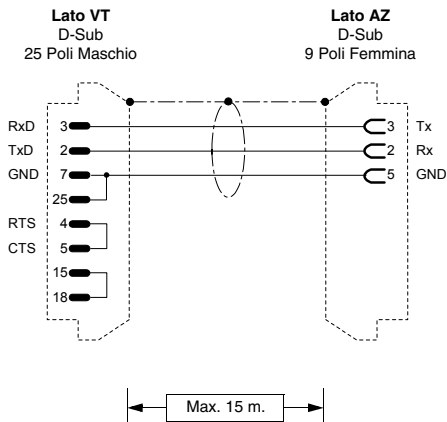 Lato VT
D-Sub
25 Poli Maschio
Lato AZ
D-Sub
9 Poli Femmina
RxD 3 3 Tx
TxD 2 2 Rx
GND 7 5 GND
25
RTS 4
CTS 5
15
18
Max. 15 m.